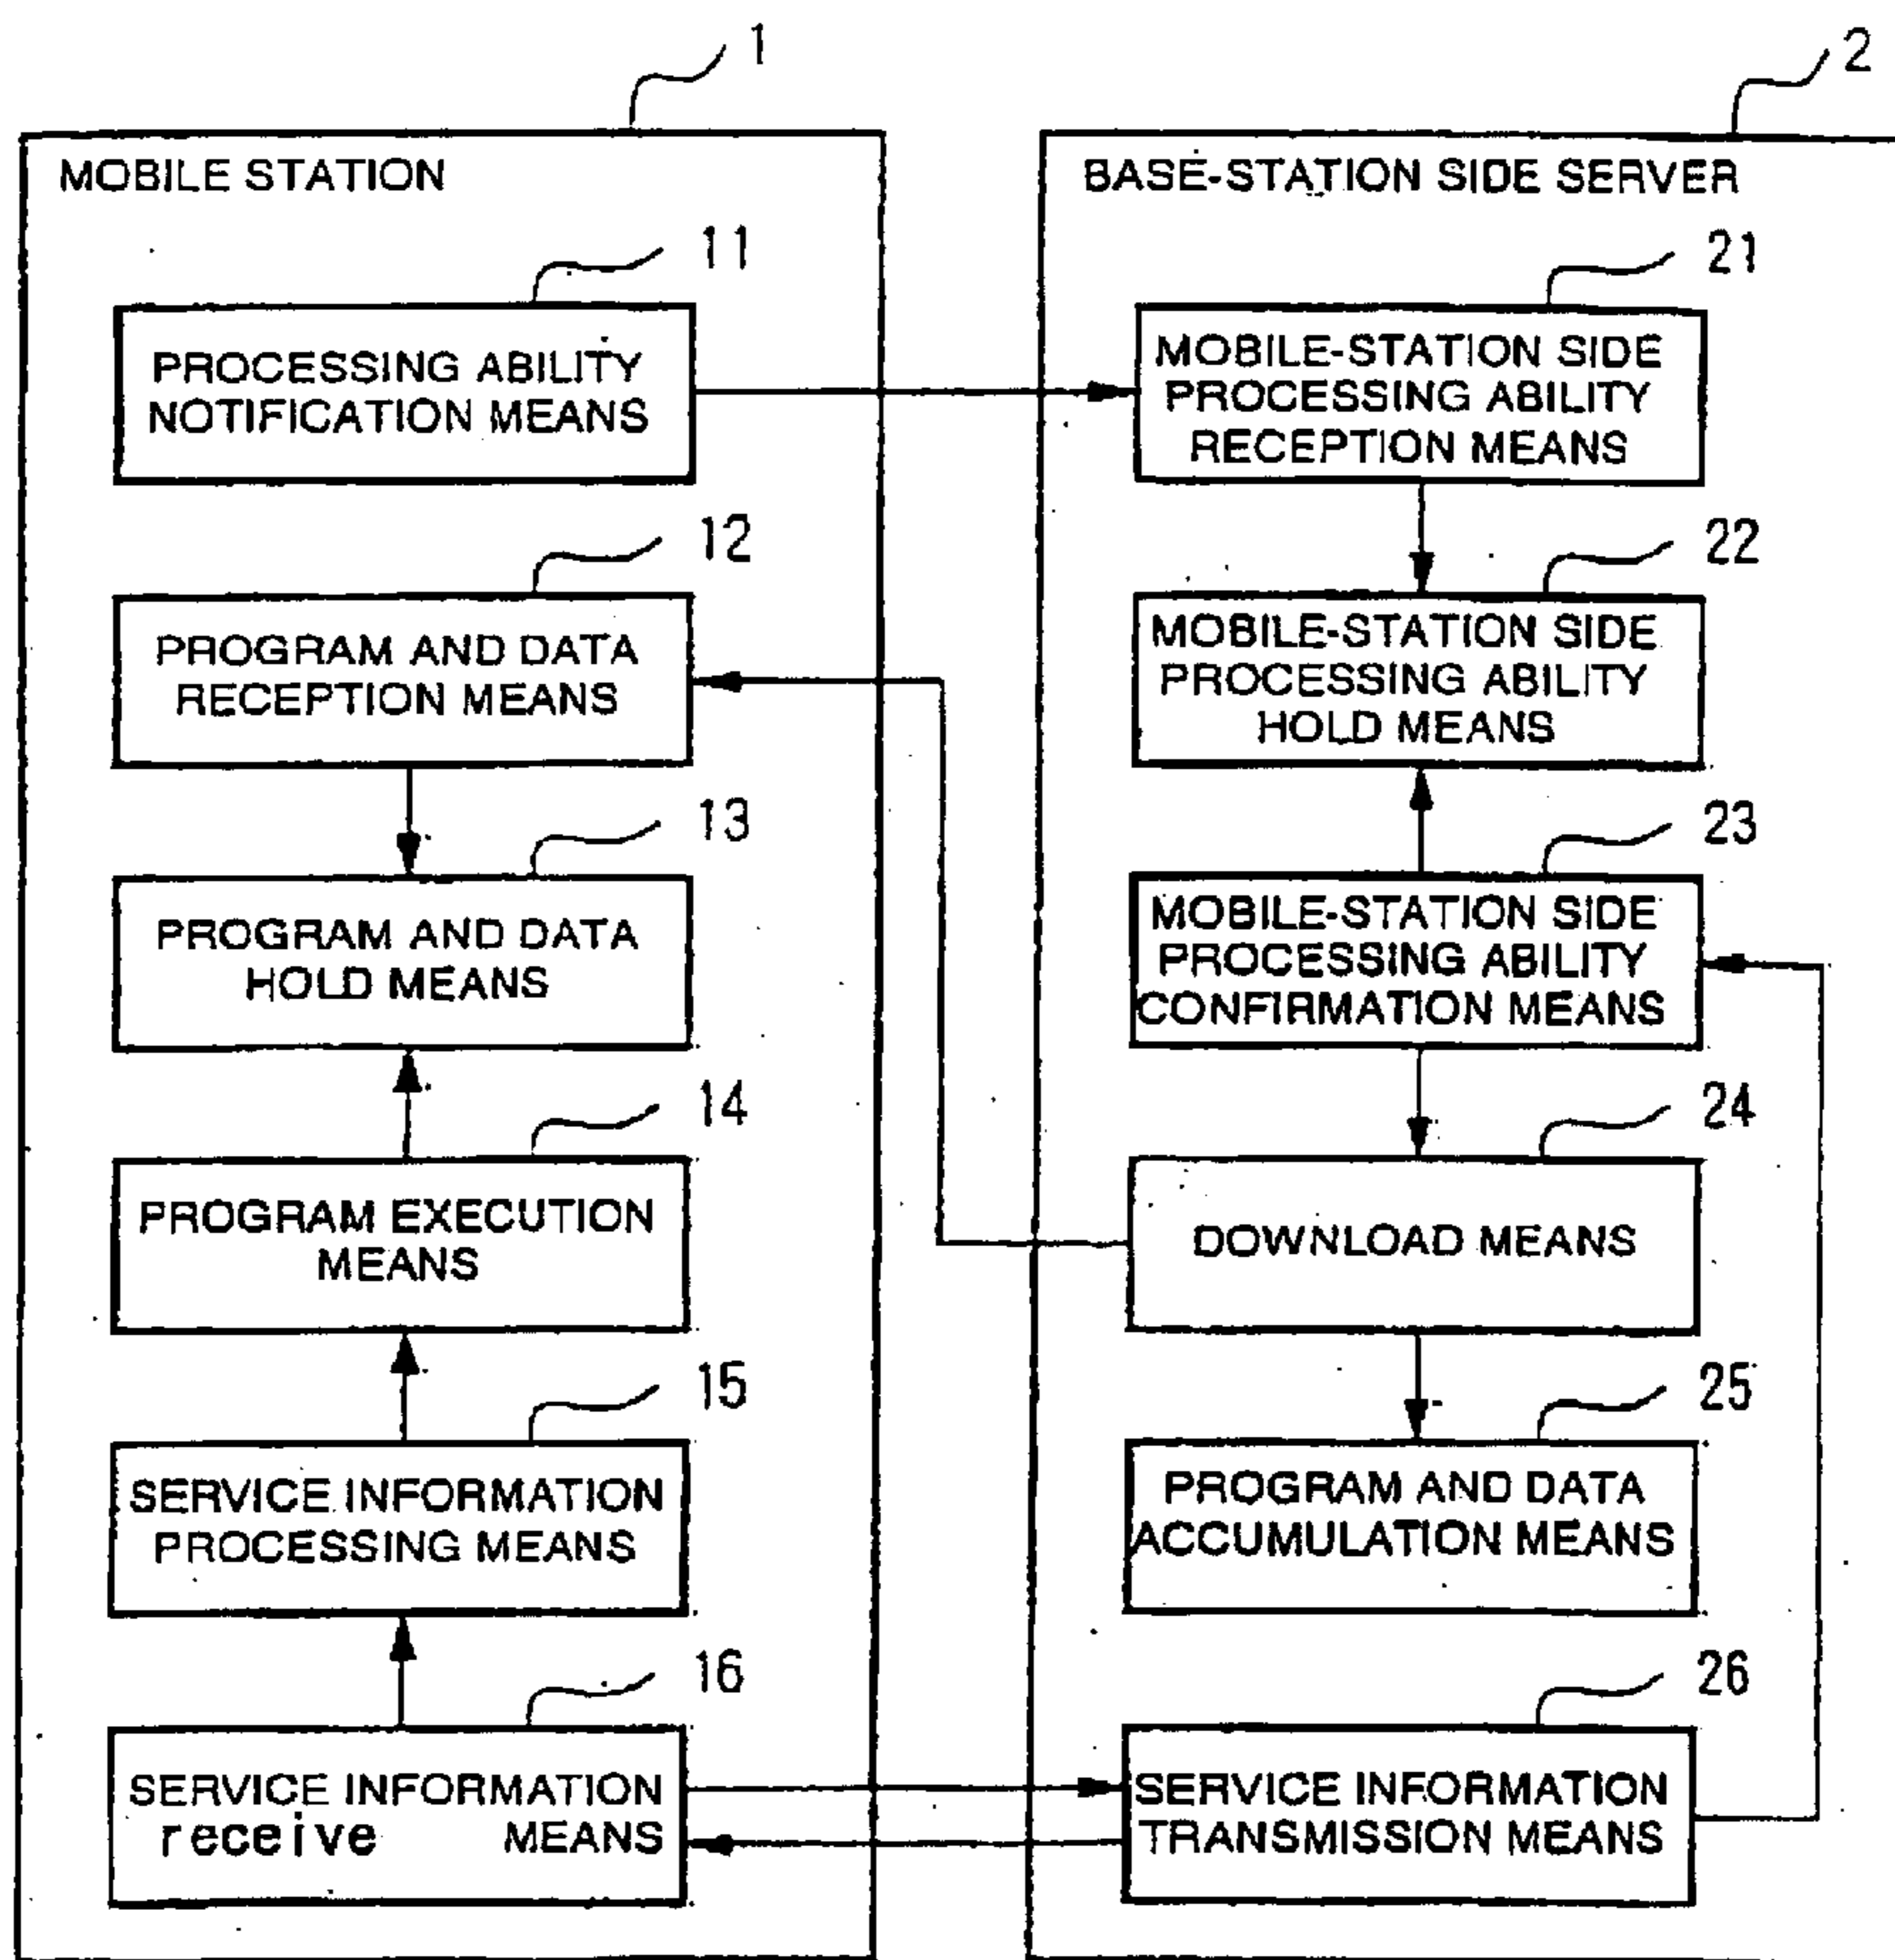 1
2
MOBILE STATION
BASE-STATION SIDE SERVER
11
PROCESSING ABILITY
NOTIFICATION MEANS
21
MOBILE-STATION SIDE
PROCESSING ABILITY
RECEPTION MEANS
12
PROGRAM AND DATA
RECEPTION MEANS
22
MOBILE-STATION SIDE
PROCESSING ABILITY
HOLD MEANS
13
PROGRAM AND DATA
HOLD MEANS
23
MOBILE-STATION SIDE
PROCESSING ABILITY
CONFIRMATION MEANS
14
PROGRAM EXECUTION
MEANS
24
DOWNLOAD MEANS
15
SERVICE INFORMATION
PROCESSING MEANS
25
PROGRAM AND DATA
ACCUMULATION MEANS
16
SERVICE INFORMATION
receive MEANS
26
SERVICE INFORMATION
TRANSMISSION MEANS